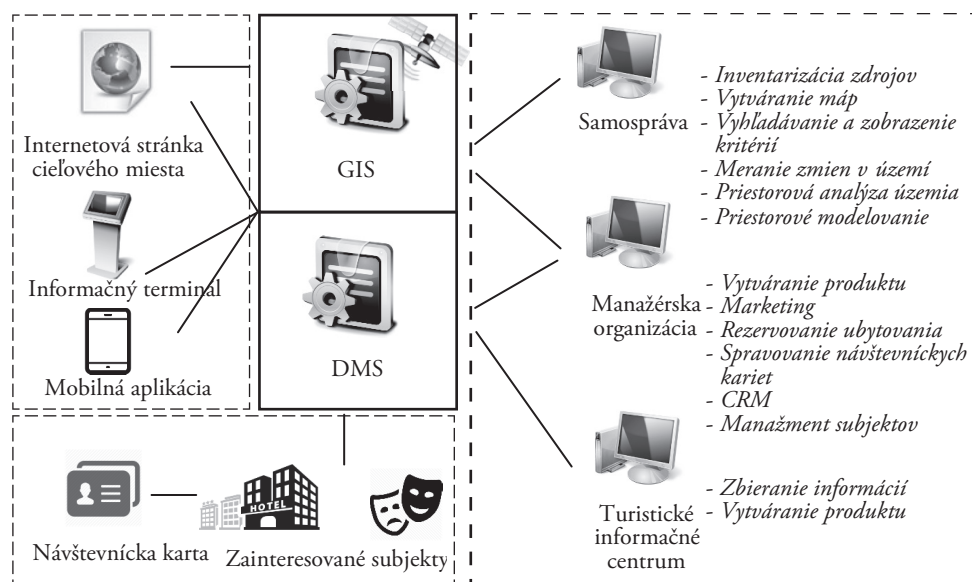 Internetová stránka
cieľového miesta
Informačný terminál
Mobilná aplikácia
GIS
DMS
Návštevnícka karta
HOTEL
Zainteresované subjekty
Samospráva
- Inventarizácia zdrojov
- Vytváranie máp
- Vyhľadávanie a zobrazenie
kritérií
- Meranie zmien v území
- Priestorová analýza územia
- Priestorové modelovanie
Manažérska
organizácia
- Vytváranie produktu
- Marketing
- Rezervovanie ubytovania
- Spravovanie návštevníckych
kariet
- CRM
- Manažment subjektov
Turistické
informačné
centrum
- Zbieranie informácií
- Vytváranie produktu